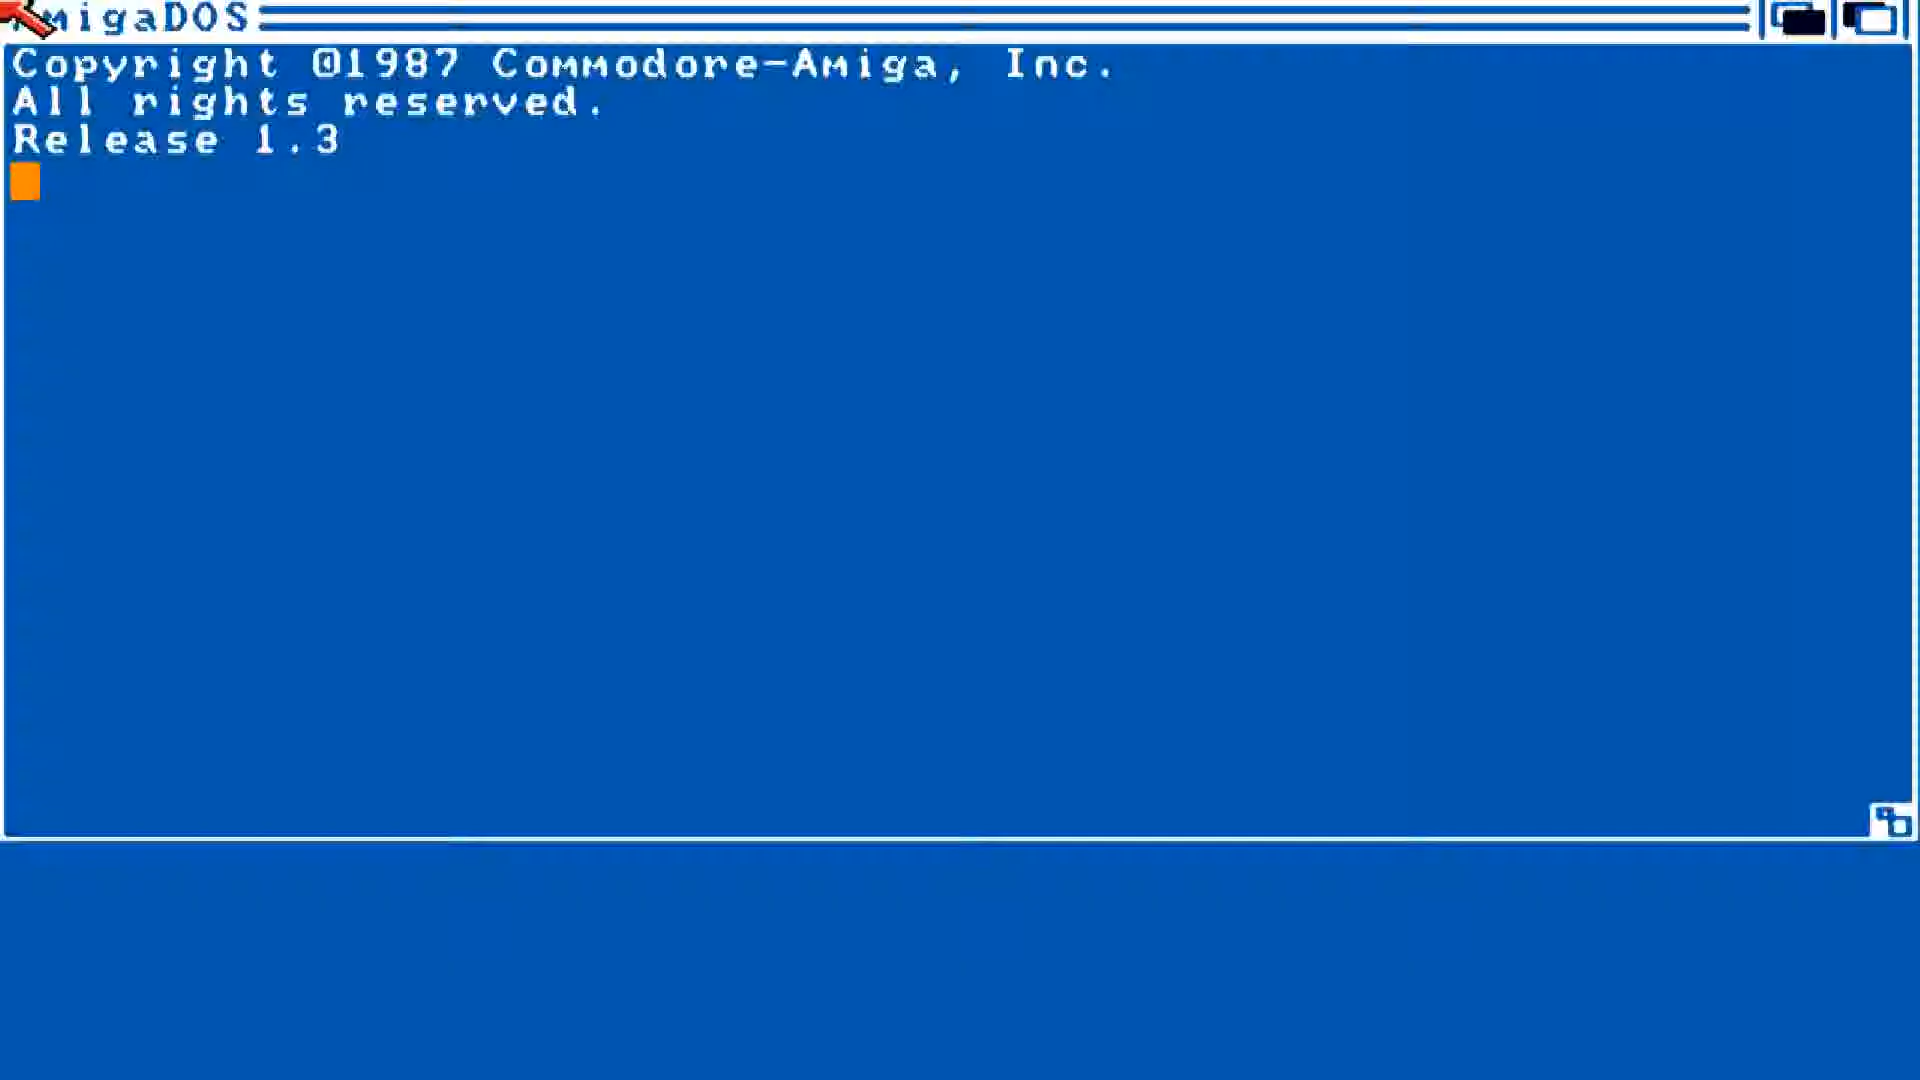 AmigaDOS
Copyright ©1987 Commodore-Amiga, Inc.
All rights reserved.
Release 1.3